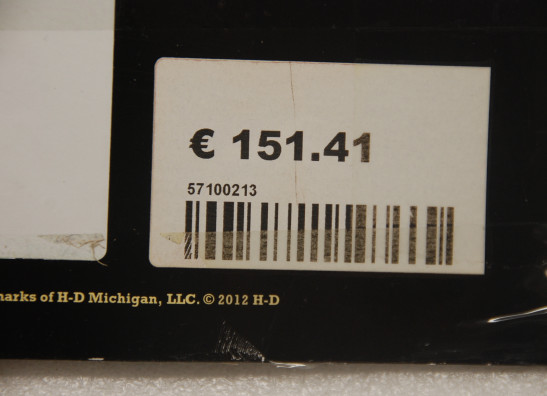 € 151.41
57100213
marks of H-D Michigan, LLC. © 2012 H-D